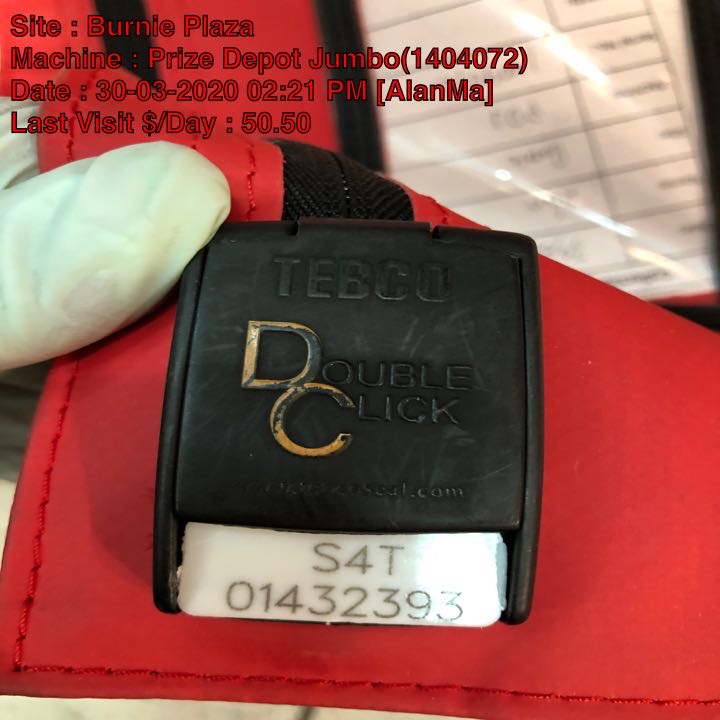 Site : Burnie Plaza
Machine : Prize Depot Jumbo(1404072)
Date : 30-03-2020 02:21 PM [AlanMa]
Last Visit $/Day : 50.50
TEBCO
DOUBLE
CLICK
S4T
01432393